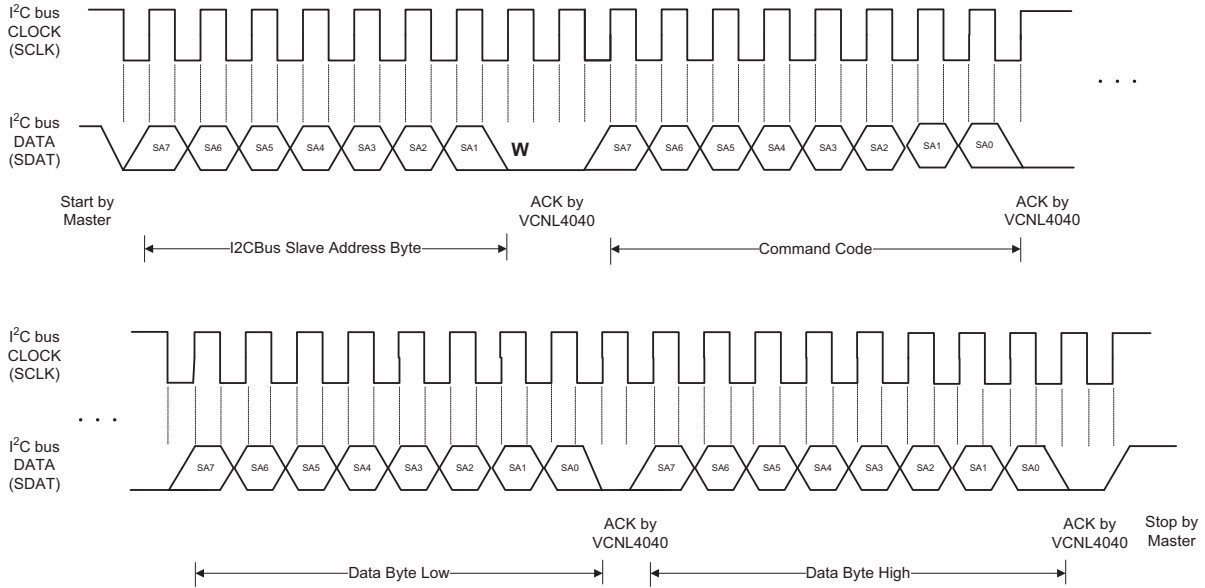 I²C bus
CLOCK
(SCLK)
. . .
I²C bus
DATA
(SDAT)
SA7 SA6 SA5 SA4 SA3 SA2 SA1 W SA7 SA6 SA5 SA4 SA3 SA2 SA1 SA0
Start by
Master
ACK by
VCNL4040
ACK by
VCNL4040
I2CBus Slave Address Byte
Command Code
I²C bus
CLOCK
(SCLK)
. . .
I²C bus
DATA
(SDAT)
SA7 SA6 SA5 SA4 SA3 SA2 SA1 SA0 SA7 SA6 SA5 SA4 SA3 SA2 SA1 SA0
ACK by
VCNL4040
ACK by
VCNL4040
Stop by
Master
Data Byte Low
Data Byte High